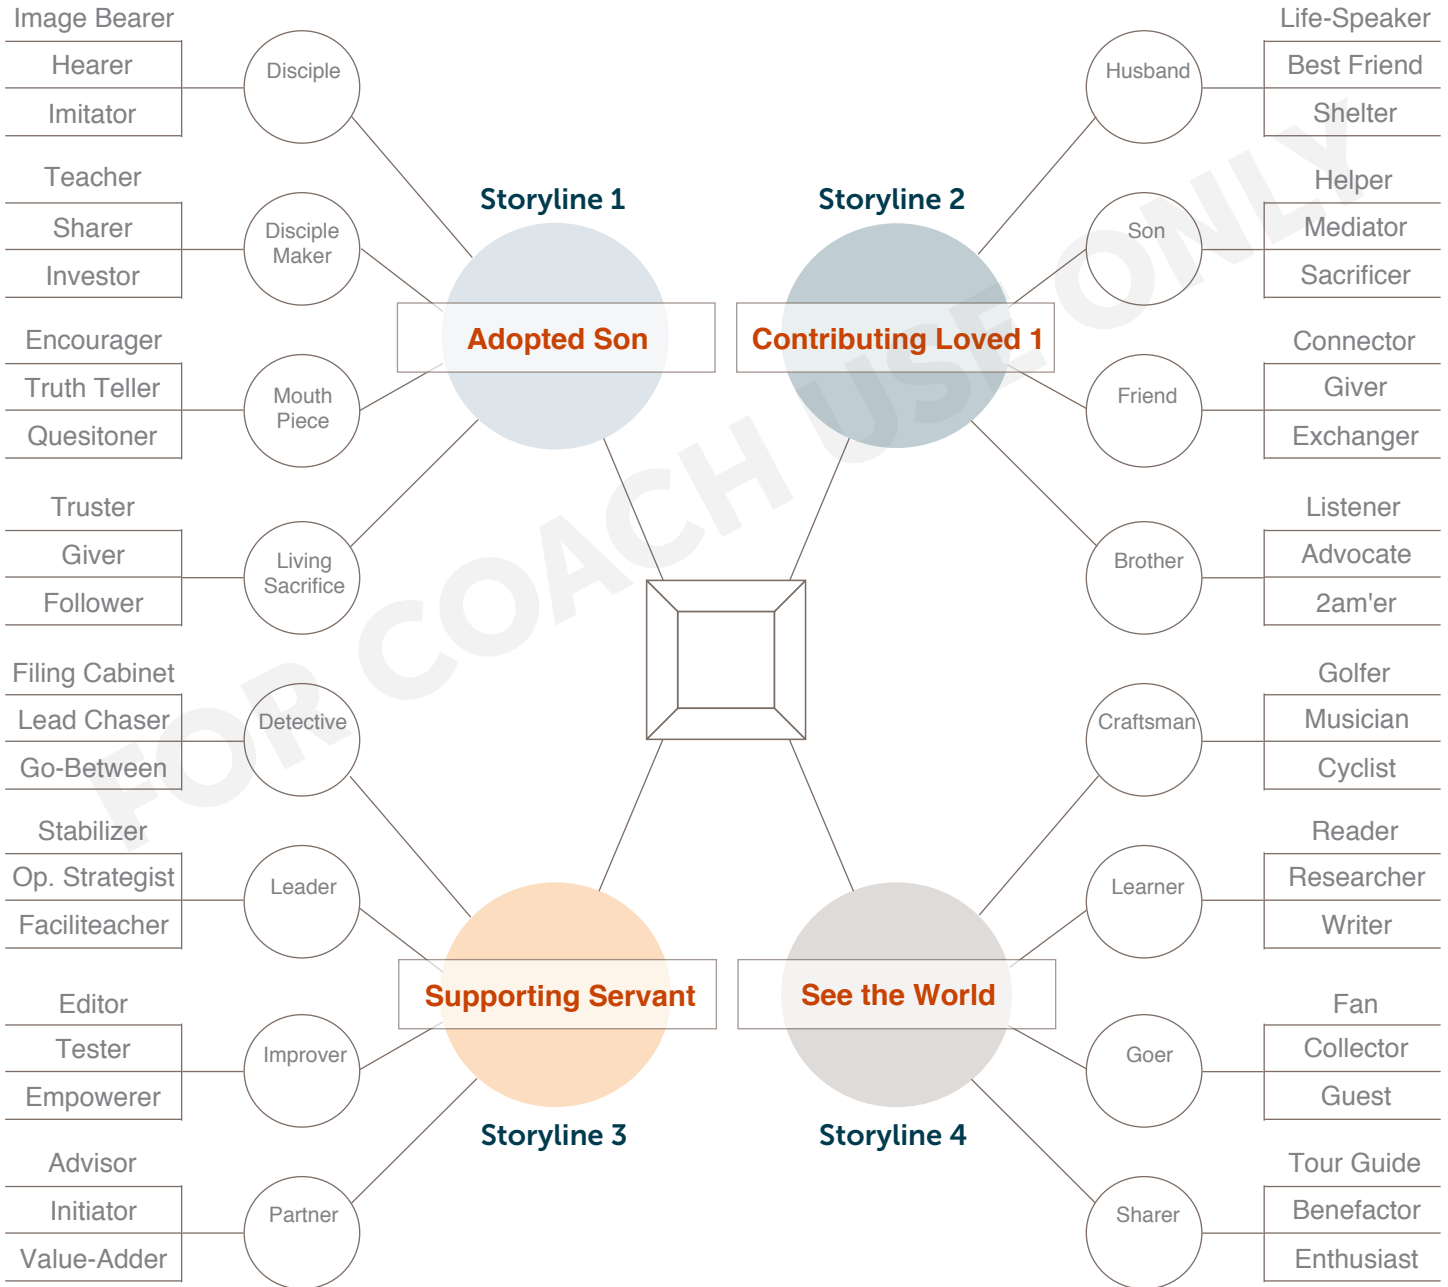 Image Bearer
Hearer
Imitator
Disciple
Teacher
Sharer
Investor
Disciple
Maker
Encourager
Truth Teller
Quesitoner
Mouth
Piece
Truster
Giver
Follower
Living
Sacrifice
Storyline 1
Adopted Son
Storyline 2
Contributing Loved 1
Husband
Life-Speaker
Best Friend
Shelter
Son
Helper
Mediator
Sacrificer
Friend
Connector
Giver
Exchanger
Brother
Listener
Advocate
2am'er
FOR COACH USE ONLY
Filing Cabinet
Lead Chaser
Go-Between
Detective
Stabilizer
Op. Strategist
Faciliteacher
Leader
Editor
Tester
Empowerer
Improver
Advisor
Initiator
Value-Adder
Partner
Supporting Servant
Storyline 3
See the World
Storyline 4
Craftsman
Golfer
Musician
Cyclist
Learner
Reader
Researcher
Writer
Goer
Fan
Collector
Guest
Sharer
Tour Guide
Benefactor
Enthusiast